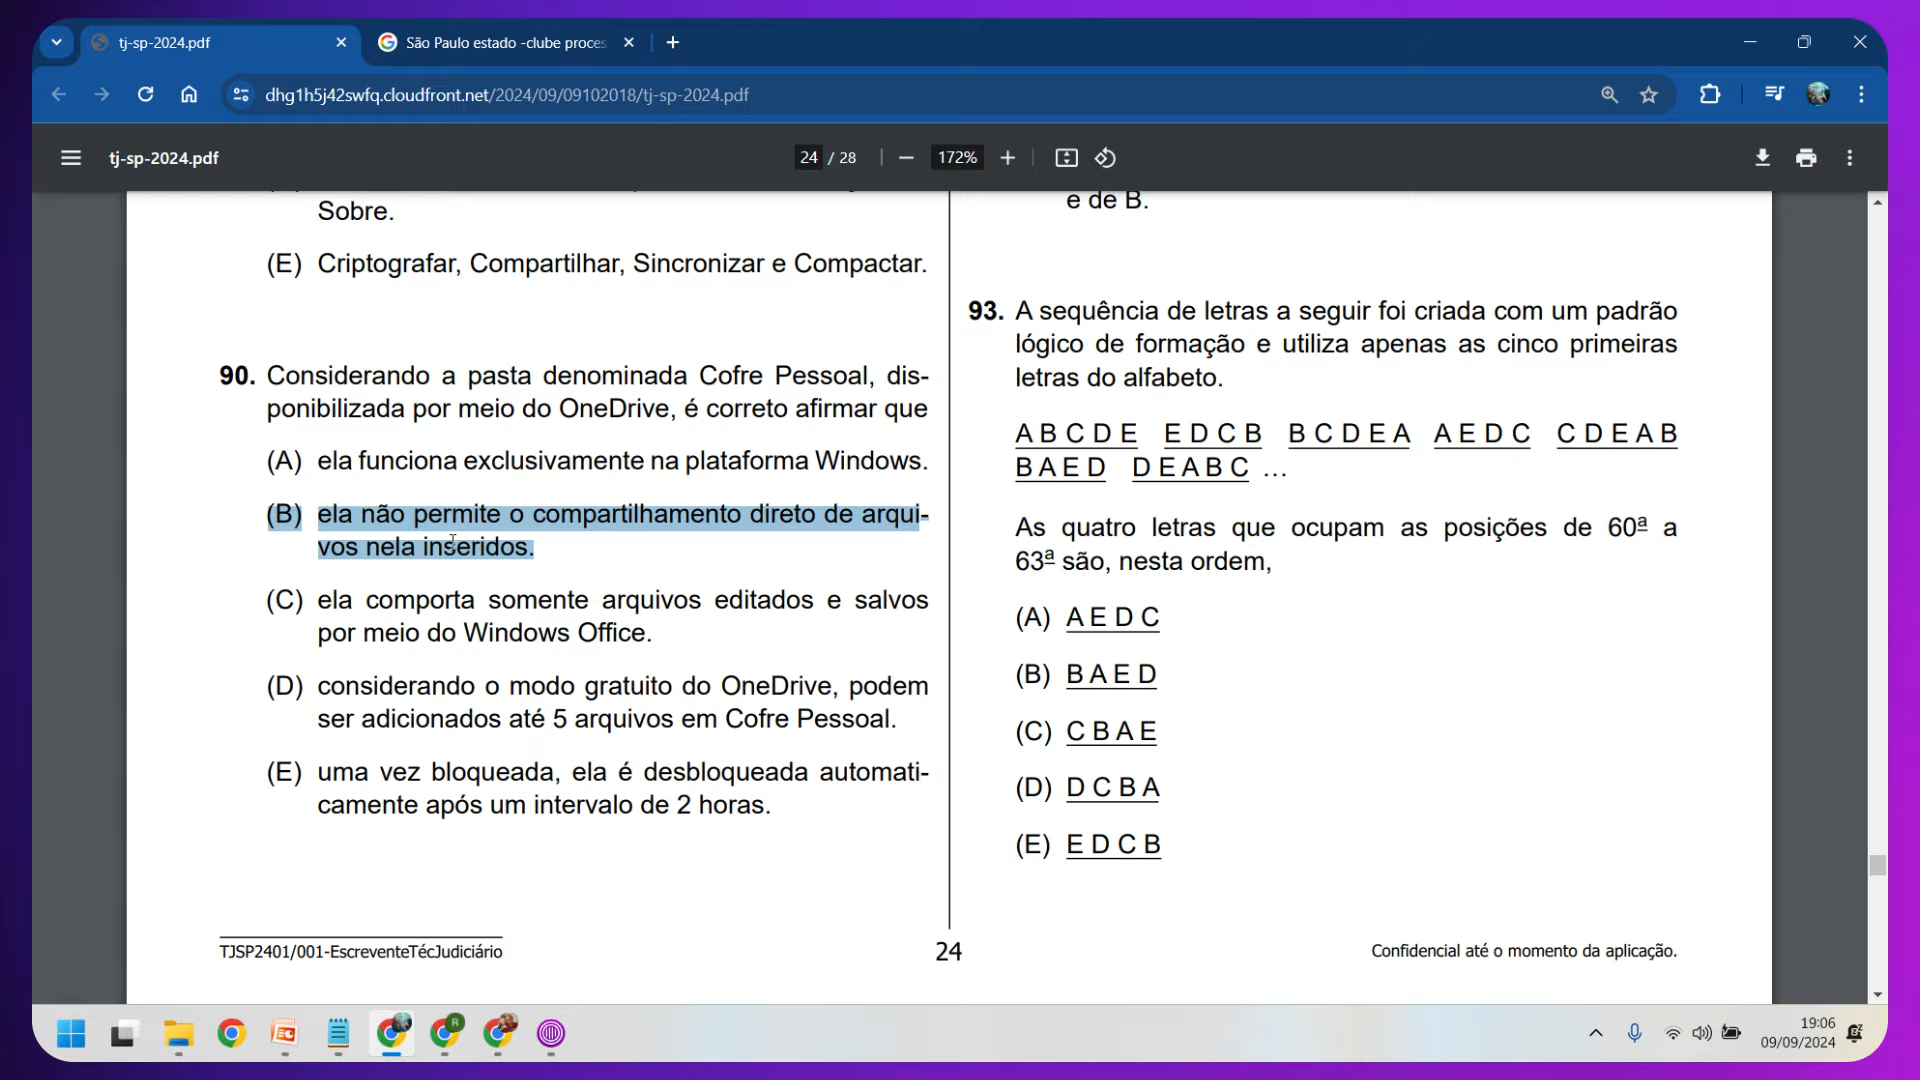 tj-sp-2024.pdf
São Paulo estado -clube proces
dhg1h5j42swfq.cloudfront.net/2024/09/09102018/tj-sp-2024.pdf
tj-sp-2024.pdf
24 / 28
172%
Sobre.
(E) Criptografar, Compartilhar, Sincronizar e Compactar.
90. Considerando a pasta denominada Cofre Pessoal, dis-
ponibilizada por meio do OneDrive, é correto afirmar que
(A) ela funciona exclusivamente na plataforma Windows.
(B) ela não permite o compartilhamento direto de arqui-
vos nela inseridos.
(C) ela comporta somente arquivos editados e salvos
por meio do Windows Office.
(D) considerando o modo gratuito do OneDrive, podem
ser adicionados até 5 arquivos em Cofre Pessoal.
(E) uma vez bloqueada, ela é desbloqueada automati-
camente após um intervalo de 2 horas.
e de B.
93. A sequência de letras a seguir foi criada com um padrão
lógico de formação e utiliza apenas as cinco primeiras
letras do alfabeto.
A B C D E E D C B B C D E A A E D C C D E A B
B A E D D E A B C …
As quatro letras que ocupam as posições de 60ª a
63ª são, nesta ordem,
(A) A E D C
(B) B A E D
(C) C B A E
(D) D C B A
(E) E D C B
TJSP2401/001-EscreventeTécJudiciário
24
Confidencial até o momento da aplicação.
R
19:06
09/09/2024